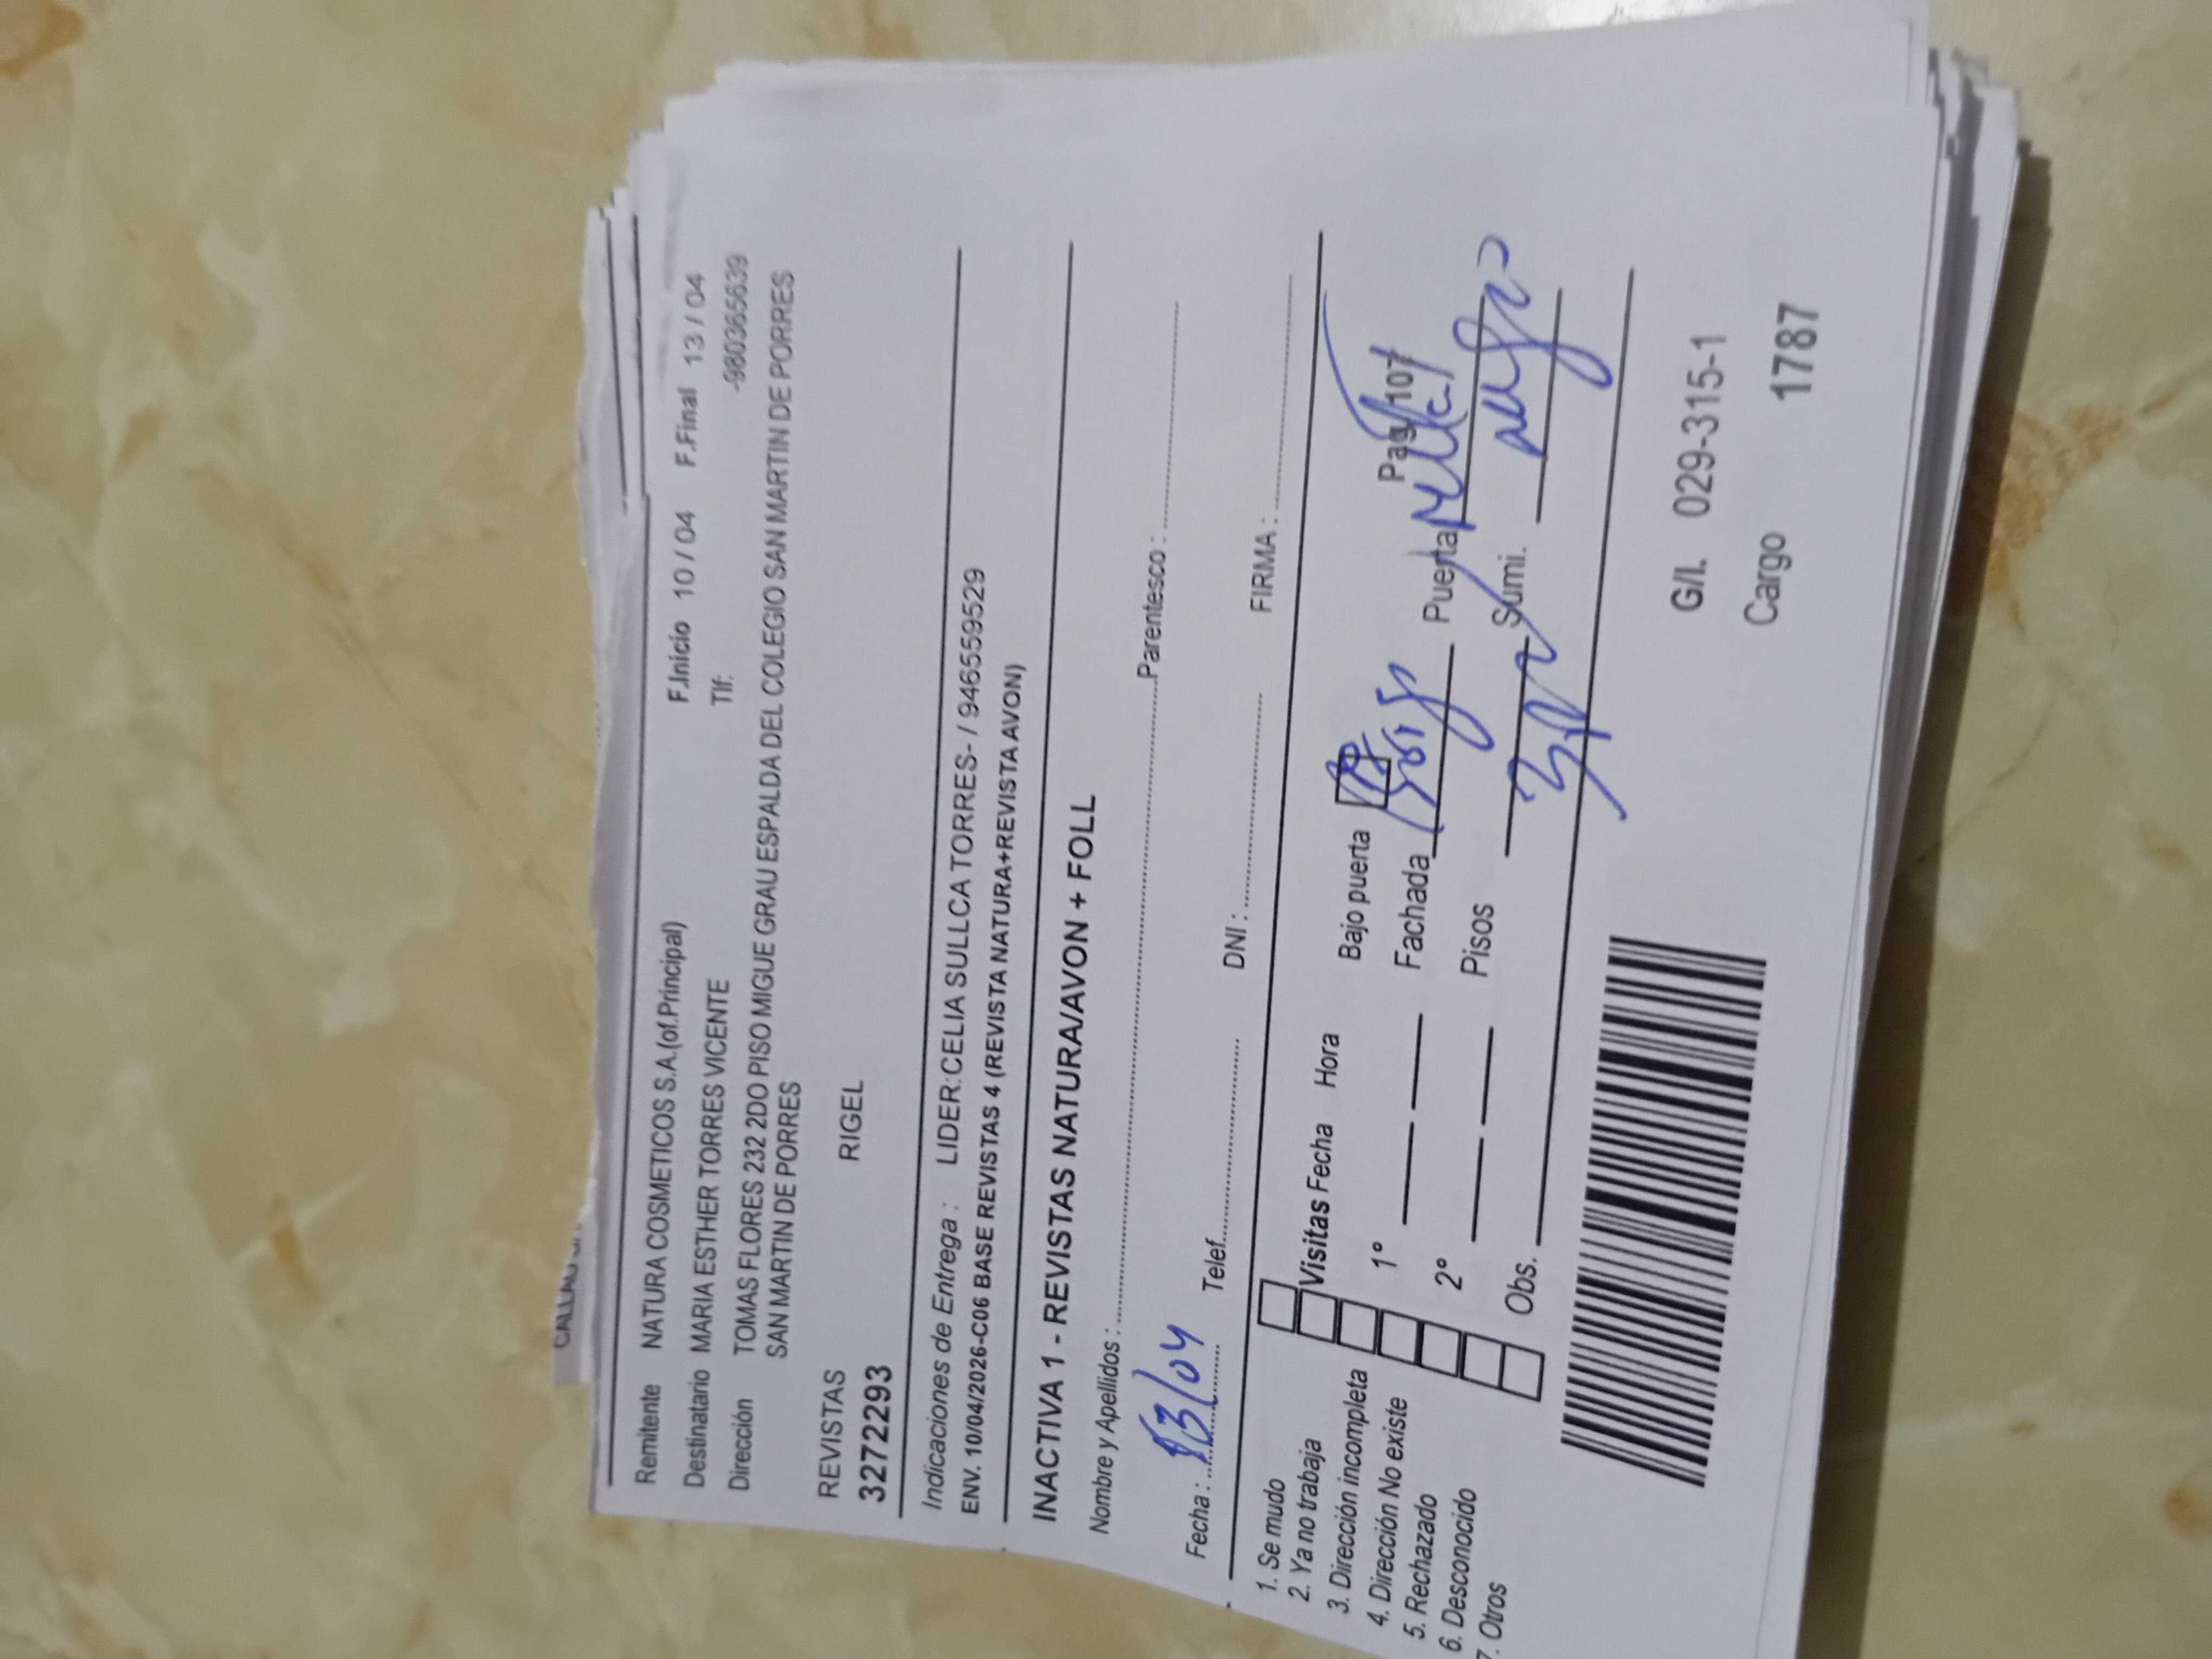 CALLAO
Remitente NATURA COSMETICOS S.A.(of.Principal)
F.Inicio 10 / 04 F.Final 13 / 04
Destinatario MARIA ESTHER TORRES VICENTE Tlf. -980365639
Dirección TOMAS FLORES 232 2DO PISO MIGUE GRAU ESPALDA DEL COLEGIO SAN MARTIN DE PORRES
SAN MARTIN DE PORRES
REVISTAS RIGEL
3272293
Indicaciones de Entrega : LIDER:CELIA SULLCA TORRES- / 946559529
ENV. 10/04/2026-C06 BASE REVISTAS 4 (REVISTA NATURA+REVISTA AVON)
INACTIVA 1 - REVISTAS NATURA/AVON + FOLL
Nombre y Apellidos : Parentesco :
Fecha : 13/04 Telef. DNI : FIRMA :
1. Se mudo
2. Ya no trabaja
3. Dirección incompleta
4. Dirección No existe
5. Rechazado
6. Desconocido
7. Otros
Visitas Fecha Hora Bajo puerta Pag 107
1º Fachada Puerta
2º Pisos Sumi.
Obs.
G/I. 029-315-1
Cargo 1787